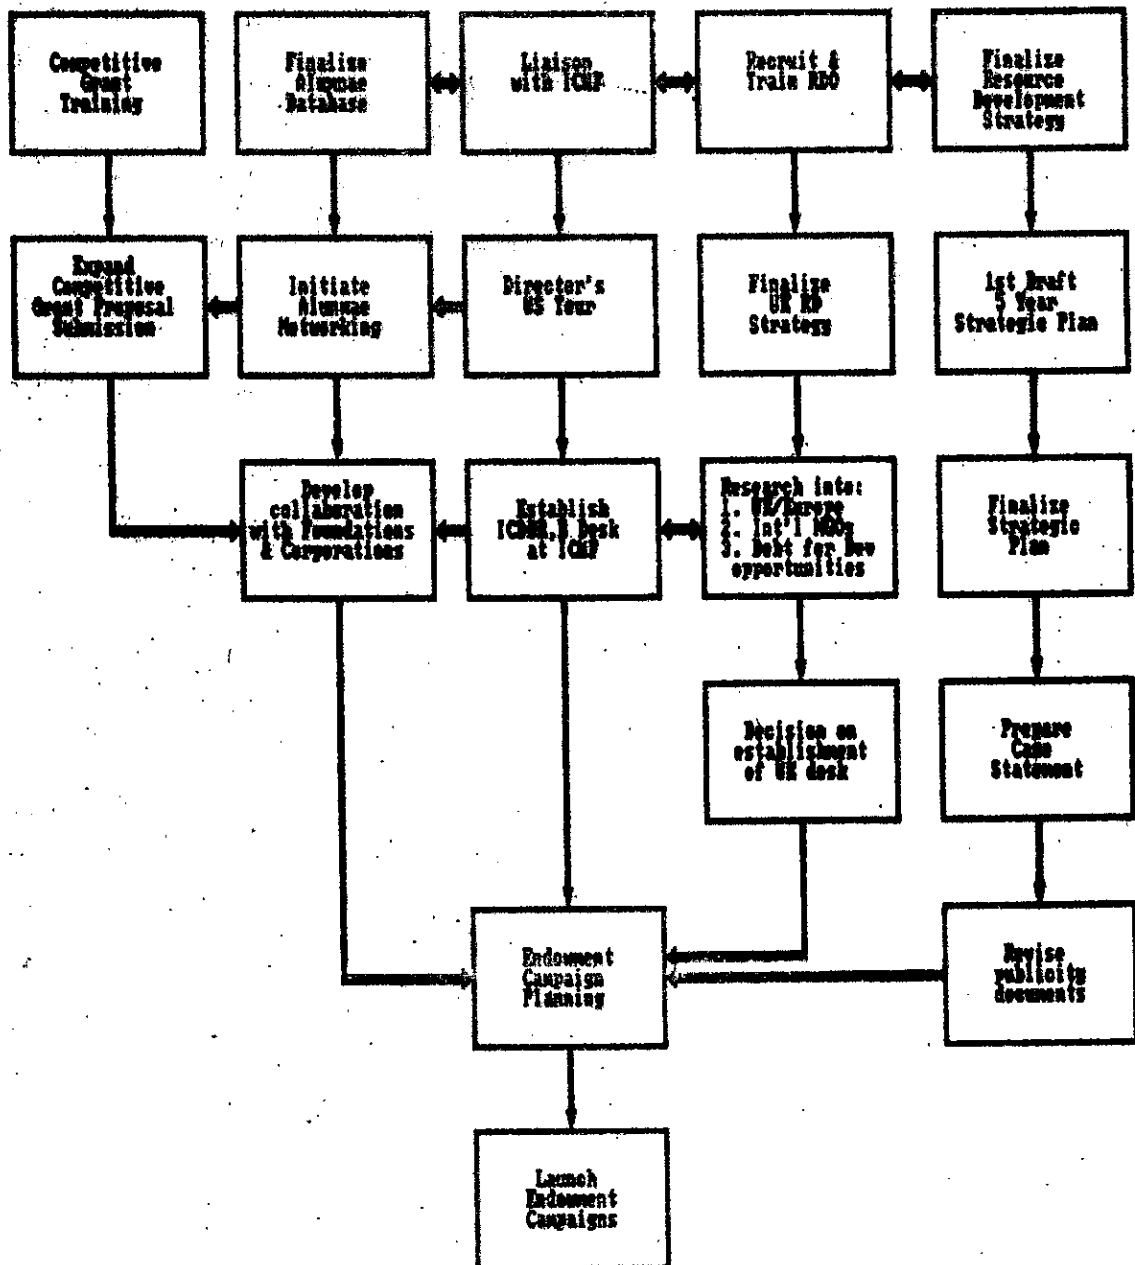 Competitive
Grant
Training
Finalize
Alumnae
Database
Liaison
with ICHF
Recruit &
Train RDO
Finalize
Resource
Development
Strategy
Expand
Competitive
Grant Proposal
Submission
Initiate
Alumnae
Networking
Director's
US Tour
Finalize
UK RD
Strategy
1st Draft
5 Year
Strategic Plan
Develop
collaboration
with Foundations
& Corporations
Establish
ICDDR,B Desk
at ICHF
Research into:
1. UK/Europe
2. Int'l NGOs
3. Debt for Dev
opportunities
Finalize
Strategic
Plan
Decision on
establishment
of UK desk
Prepare
Case
Statement
Endowment
Campaign
Planning
Revise
publicity
documents
Launch
Endowment
Campaigns